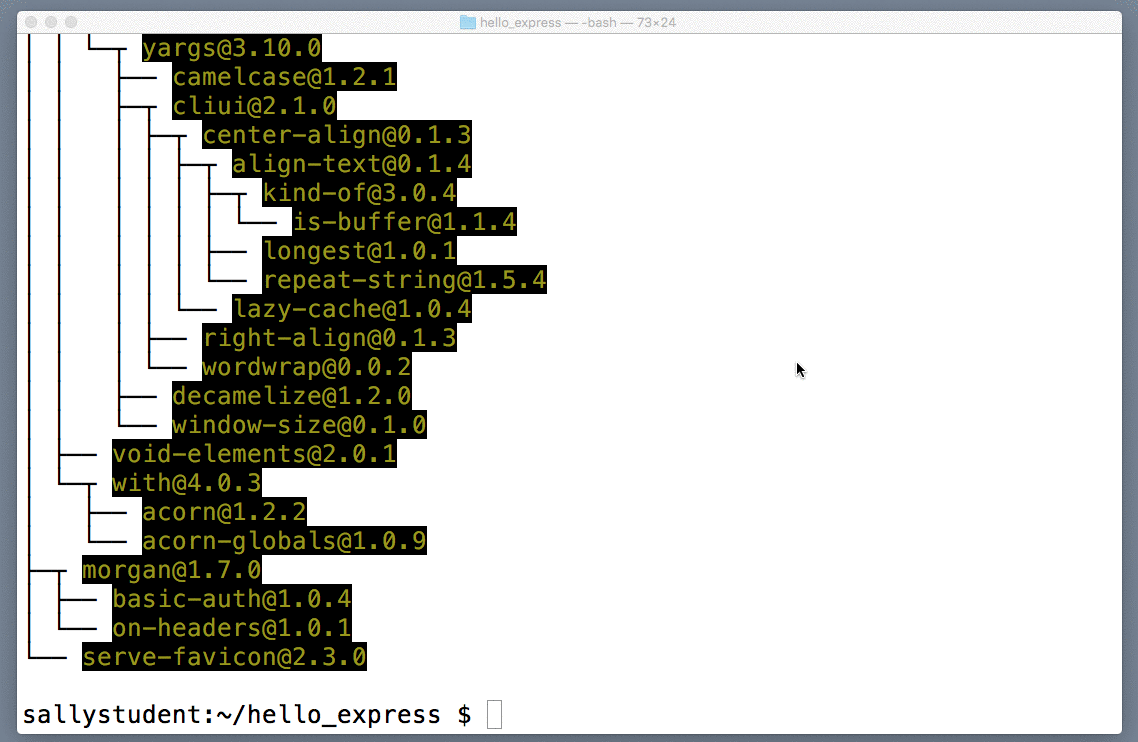 hello_express — -bash — 73×24
│ │ └─┬ yargs@3.10.0
│ │   ├── camelcase@1.2.1
│ │   ├─┬ cliui@2.1.0
│ │   │ ├─┬ center-align@0.1.3
│ │   │ │ ├─┬ align-text@0.1.4
│ │   │ │ │ ├─┬ kind-of@3.0.4
│ │   │ │ │ │ └── is-buffer@1.1.4
│ │   │ │ │ ├── longest@1.0.1
│ │   │ │ │ └── repeat-string@1.5.4
│ │   │ │ └── lazy-cache@1.0.4
│ │   │ ├── right-align@0.1.3
│ │   │ └── wordwrap@0.0.2
│ │   ├── decamelize@1.2.0
│ │   └── window-size@0.1.0
│ ├── void-elements@2.0.1
│ └─┬ with@4.0.3
│   ├── acorn@1.2.2
│   └── acorn-globals@1.0.9
├─┬ morgan@1.7.0
│ ├── basic-auth@1.0.4
│ └── on-headers@1.0.1
└── serve-favicon@2.3.0
sallystudent:~/hello_express $